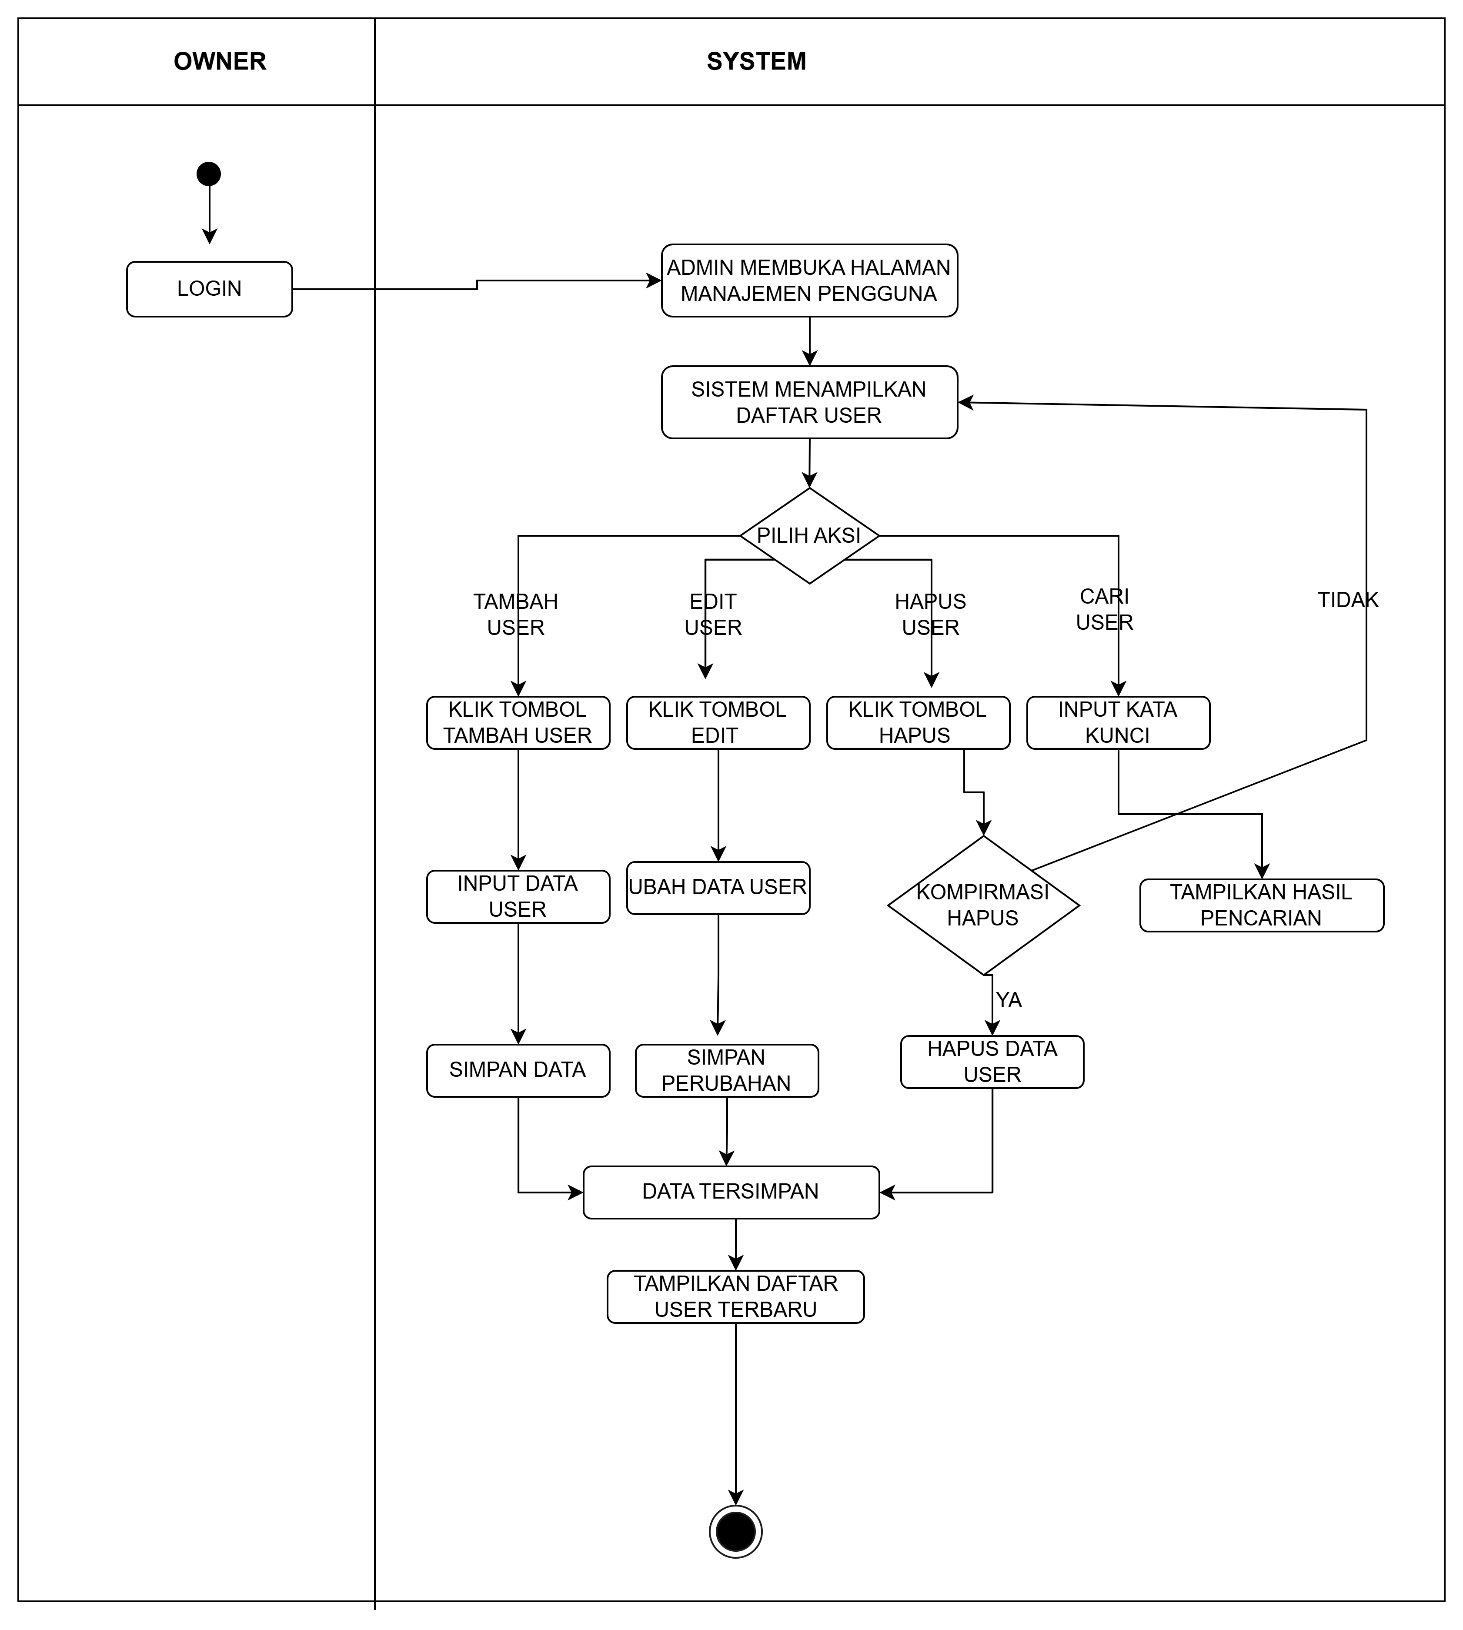 OWNER
SYSTEM
LOGIN
ADMIN MEMBUKA HALAMAN
MANAJEMEN PENGGUNA
SISTEM MENAMPILKAN
DAFTAR USER
PILIH AKSI
TAMBAH
USER
EDIT
USER
HAPUS
USER
CARI
USER
TIDAK
KLIK TOMBOL
TAMBAH USER
KLIK TOMBOL
EDIT
KLIK TOMBOL
HAPUS
INPUT KATA
KUNCI
INPUT DATA
USER
UBAH DATA USER
KOMPIRMASI
HAPUS
TAMPILKAN HASIL
PENCARIAN
YA
SIMPAN DATA
SIMPAN
PERUBAHAN
HAPUS DATA
USER
DATA TERSIMPAN
TAMPILKAN DAFTAR
USER TERBARU